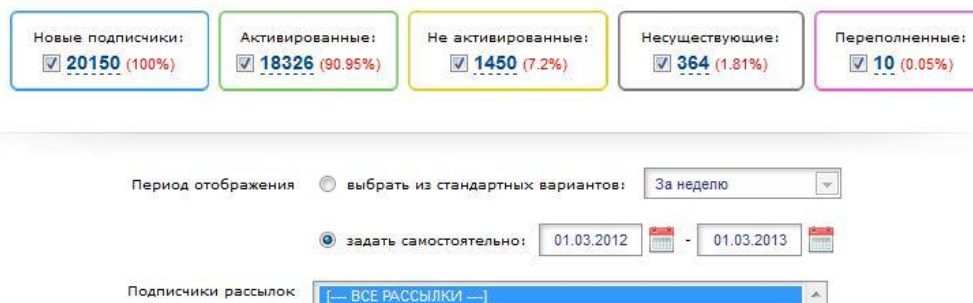 Новые подписчики: Активированные: Не активированные: Несуществующие: Переполненные:
20150 (100%) 18326 (90.95%) 1450 (7.2%) 364 (1.81%) 10 (0.05%)
Период отображения выбрать из стандартных вариантов: За неделю
задать самостоятельно: 01.03.2012 - 01.03.2013
Подписчики рассылок [--- ВСЕ РАССЫЛКИ ---]